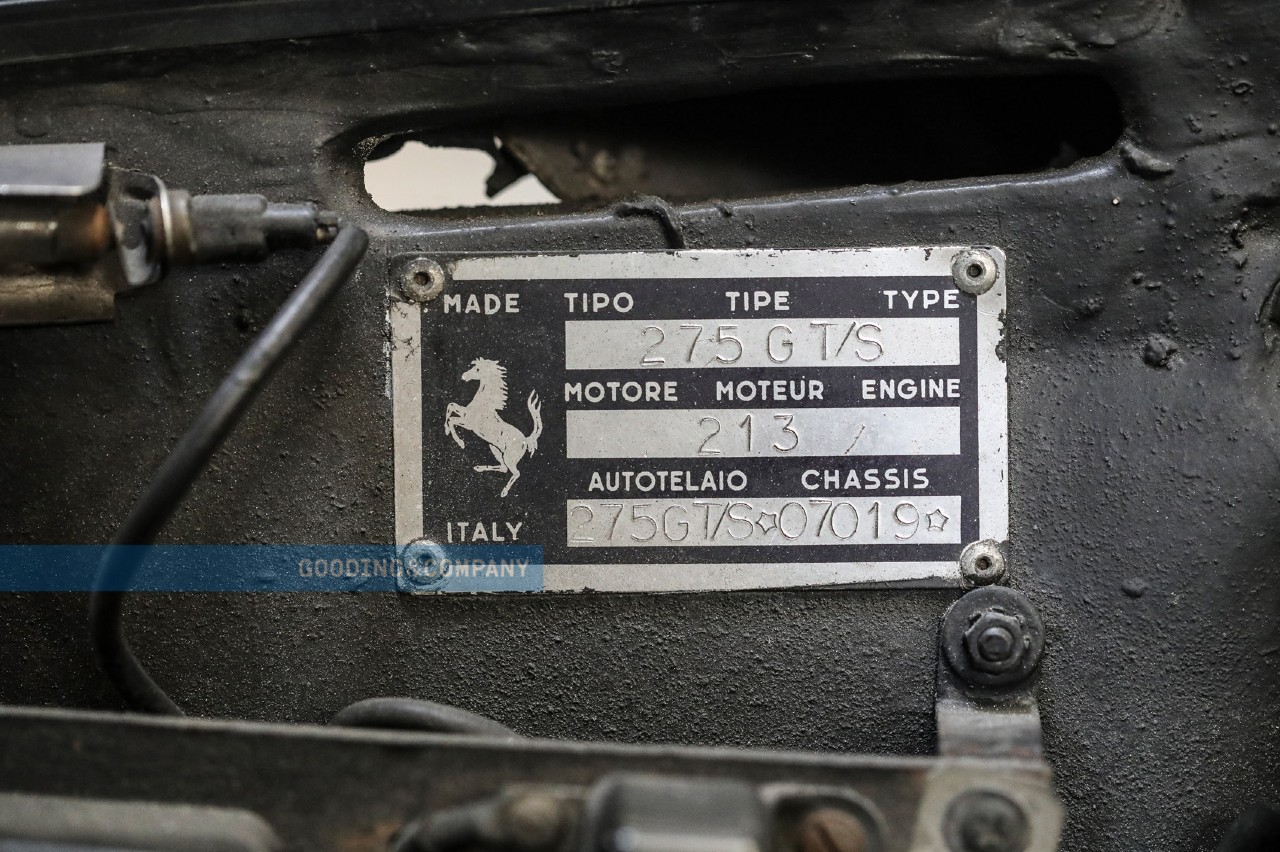 MADE TIPO TIPE TYPE
275 GT/S
MOTORE MOTEUR ENGINE
213 /
AUTOTELAIO CHASSIS
275GT/S☆07019☆
ITALY
GOODING&COMPANY